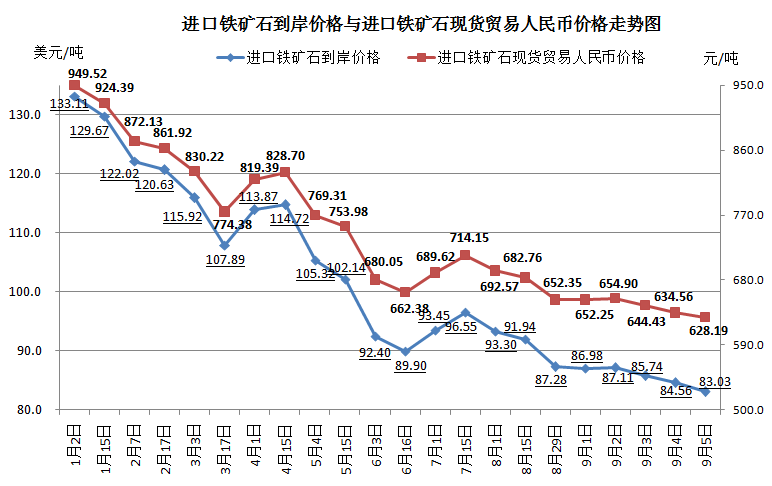 进口铁矿石到岸价格与进口铁矿石现货贸易人民币价格走势图
美元/吨
进口铁矿石到岸价格
进口铁矿石现货贸易人民币价格
元/吨
130.0
120.0
110.0
100.0
90.0
80.0
950.0
860.0
770.0
680.0
590.0
500.0
949.52
924.39
872.13
861.92
830.22
774.38
819.39
828.70
769.31
753.98
680.05
662.38
689.62
714.15
692.57
682.76
652.35
652.25
654.90
644.43
634.56
628.19
133.11
129.67
122.02
120.63
115.92
107.89
113.87
114.72
105.32
102.14
92.40
89.90
93.45
96.55
93.30
91.94
87.28
86.98
87.11
85.74
84.56
83.03
1月2日
1月15日
2月7日
2月17日
3月3日
3月17日
4月1日
4月15日
5月4日
5月15日
6月3日
6月16日
7月1日
7月15日
8月1日
8月15日
8月29日
9月1日
9月2日
9月3日
9月4日
9月5日